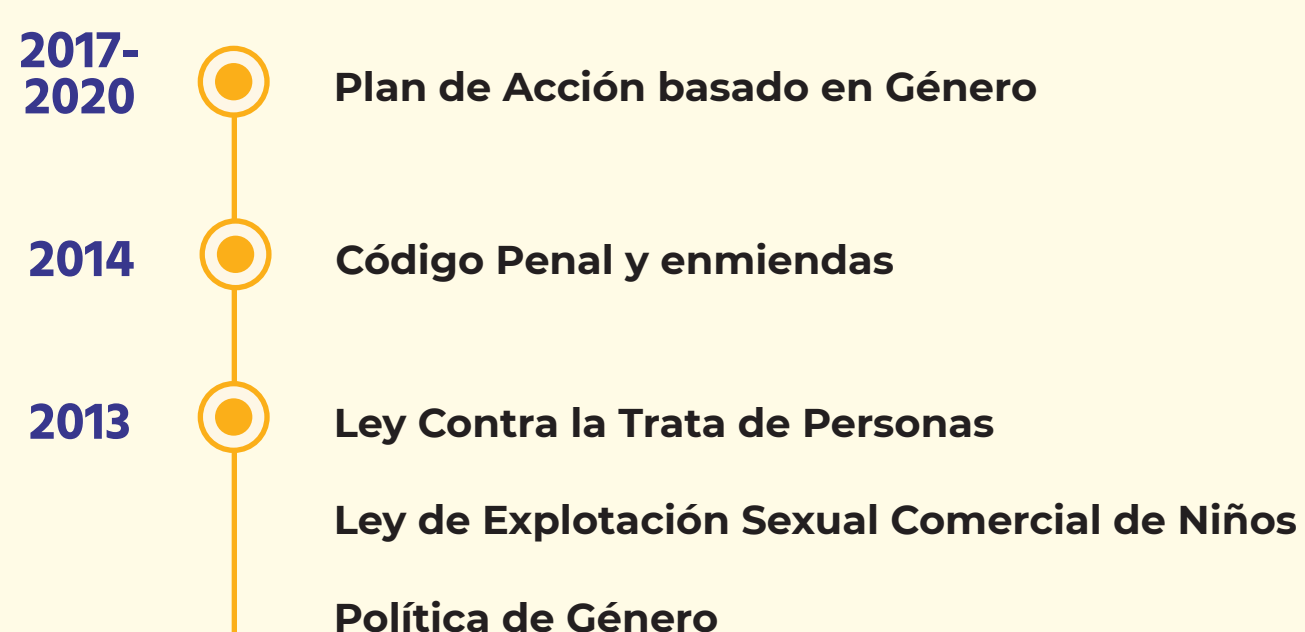 2017-
2020
Plan de Acción basado en Género
2014
Código Penal y enmiendas
2013
Ley Contra la Trata de Personas
Ley de Explotación Sexual Comercial de Niños
Política de Género